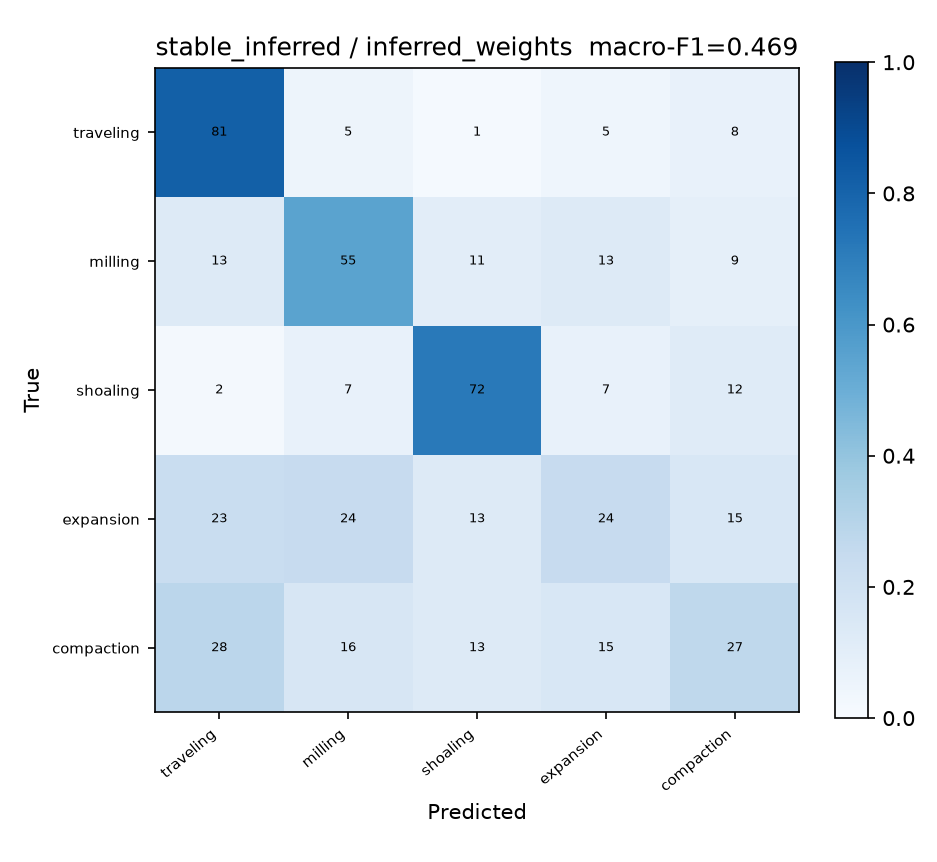 stable_inferred / inferred_weights macro-F1=0.469
1.0
traveling 81 5 1 5 8
0.8
milling 13 55 11 13 9
0.6
True
shoaling 2 7 72 7 12
0.4
expansion 23 24 13 24 15
0.2
compaction 28 16 13 15 27
0.0
traveling milling shoaling expansion compaction
Predicted